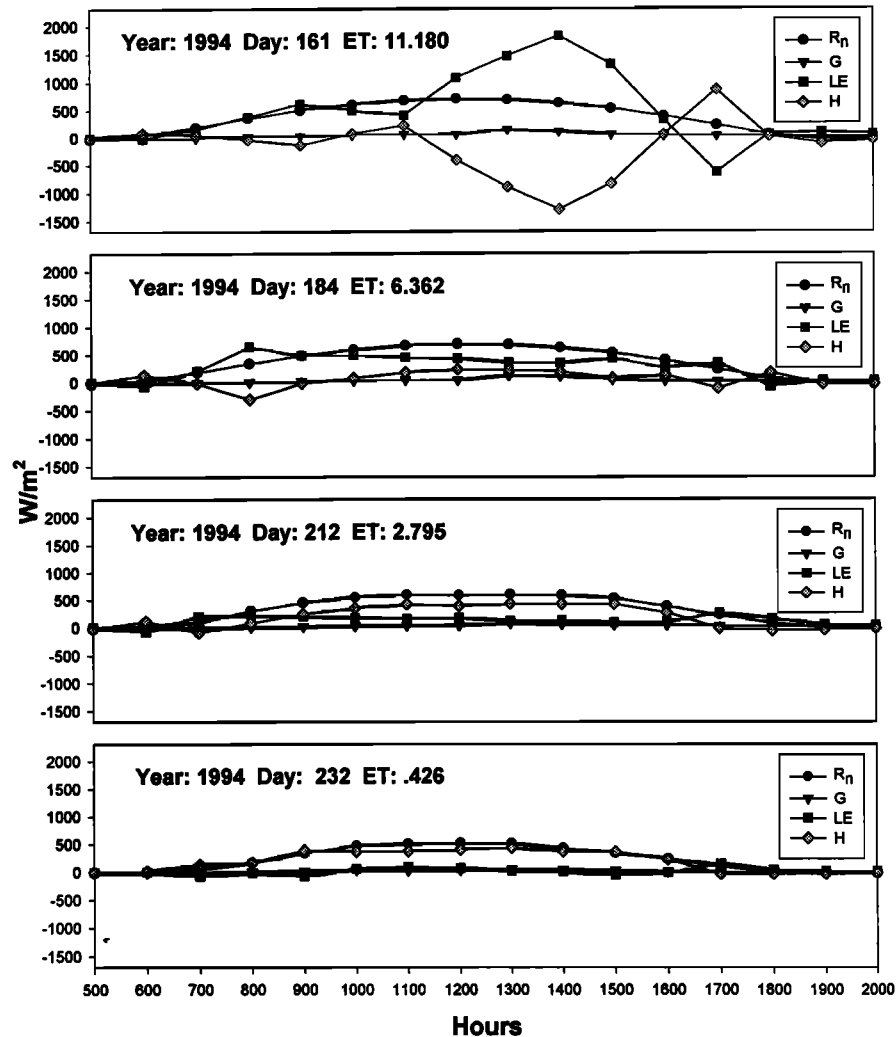 Year: 1994 Day: 161 ET: 11.180
2000
1500
1000
500
0
-500
-1000
-1500
Rn
G
LE
H
Year: 1994 Day: 184 ET: 6.362
2000
1500
1000
500
0
-500
-1000
-1500
Rn
G
LE
H
W/m²
Year: 1994 Day: 212 ET: 2.795
2000
1500
1000
500
0
-500
-1000
-1500
Rn
G
LE
H
Year: 1994 Day: 232 ET: .426
2000
1500
1000
500
0
-500
-1000
-1500
Rn
G
LE
H
500 600 700 800 900 1000 1100 1200 1300 1400 1500 1600 1700 1800 1900 2000
Hours